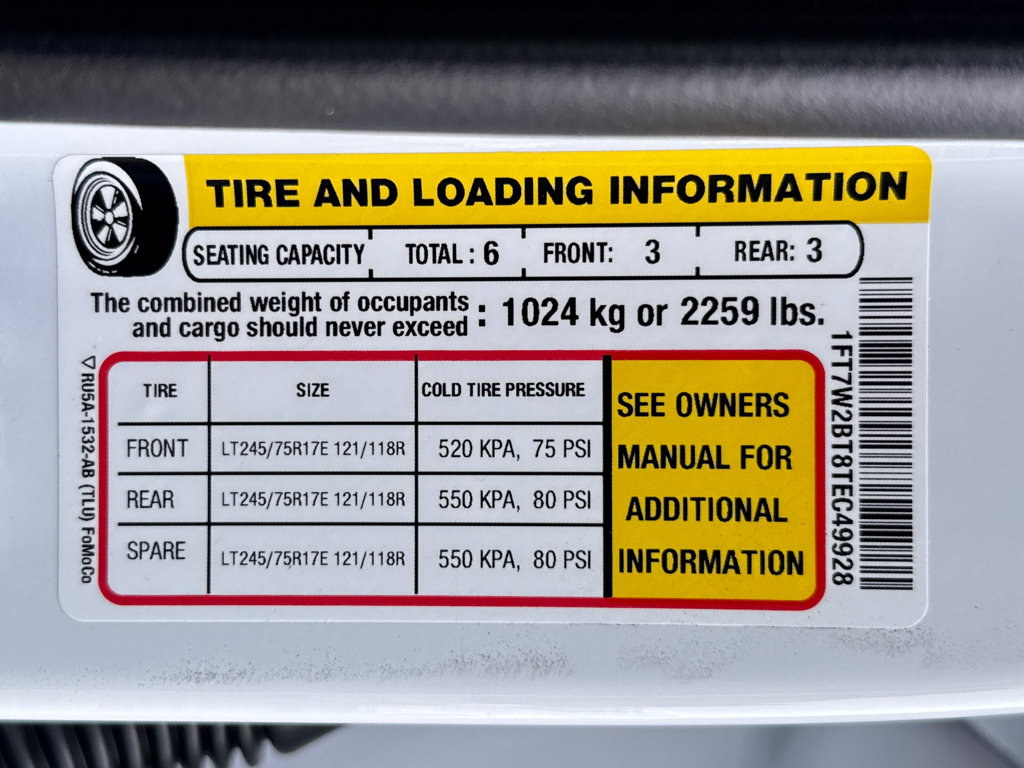 TIRE AND LOADING INFORMATION
SEATING CAPACITY TOTAL : 6 FRONT: 3 REAR: 3
The combined weight of occupants
and cargo should never exceed : 1024 kg or 2259 lbs.
TIRE SIZE COLD TIRE PRESSURE
FRONT LT245/75R17E 121/118R 520 KPA, 75 PSI
REAR LT245/75R17E 121/118R 550 KPA, 80 PSI
SPARE LT245/75R17E 121/118R 550 KPA, 80 PSI
SEE OWNERS
MANUAL FOR
ADDITIONAL
INFORMATION
1FT7W2BT8TEC49928
RU5A-1532-AB (TLU) FoMoCo